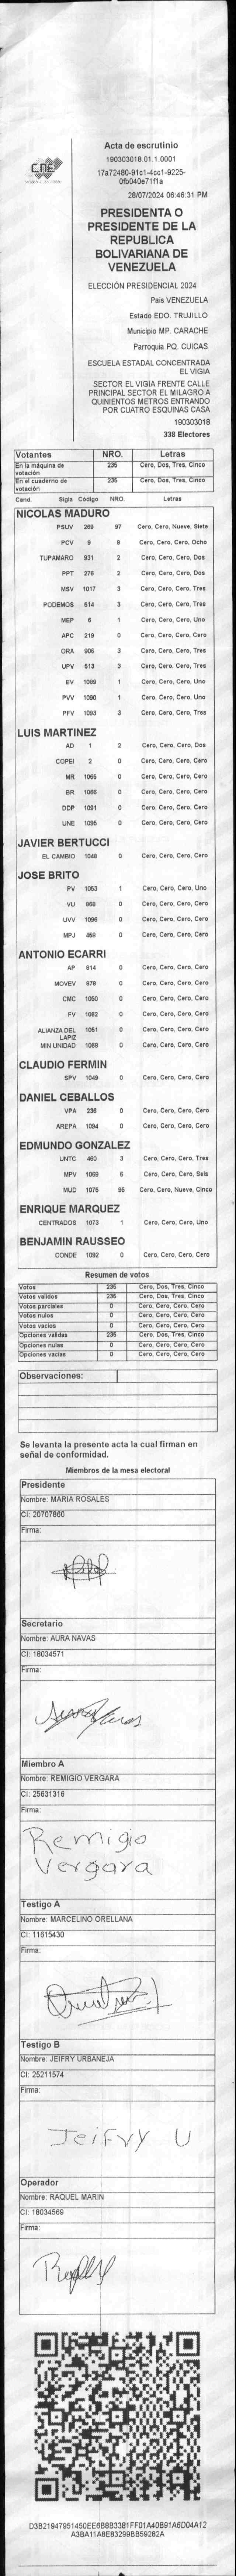 CNE
Acta de escrutinio
190303018.01.1.0001
17a72480-91c1-4cc1-9225-
0fb040e71f1a
28/07/2024 06:46:31 PM
PRESIDENTA O
PRESIDENTE DE LA
REPUBLICA
BOLIVARIANA DE
VENEZUELA
ELECCIÓN PRESIDENCIAL 2024
Pais VENEZUELA
Estado EDO. TRUJILLO
Municipio MP. CARACHE
Parroquia PQ. CUICAS
ESCUELA ESTADAL CONCENTRADA
EL VIGIA
SECTOR EL VIGIA FRENTE CALLE
PRINCIPAL SECTOR EL MILAGRO A
QUINIENTOS METROS ENTRANDO
POR CUATRO ESQUINAS CASA
190303018
338 Electores
Votantes NRO. Letras
En la máquina de votación 235 Cero, Dos, Tres, Cinco
En el cuaderno de votación 235 Cero, Dos, Tres, Cinco
Cand. Sigla Código NRO. Letras
NICOLAS MADURO
PSUV 269 97 Cero, Cero, Nueve, Siete
PCV 9 8 Cero, Cero, Cero, Ocho
TUPAMARO 931 2 Cero, Cero, Cero, Dos
PPT 276 2 Cero, Cero, Cero, Dos
MSV 1017 3 Cero, Cero, Cero, Tres
PODEMOS 514 3 Cero, Cero, Cero, Tres
MEP 6 1 Cero, Cero, Cero, Uno
APC 219 0 Cero, Cero, Cero, Cero
ORA 906 3 Cero, Cero, Cero, Tres
UPV 613 3 Cero, Cero, Cero, Tres
EV 1099 1 Cero, Cero, Cero, Uno
PVV 1090 1 Cero, Cero, Cero, Uno
PFV 1093 3 Cero, Cero, Cero, Tres
LUIS MARTINEZ
AD 1 2 Cero, Cero, Cero, Dos
COPEI 2 0 Cero, Cero, Cero, Cero
MR 1065 0 Cero, Cero, Cero, Cero
BR 1066 0 Cero, Cero, Cero, Cero
DDP 1091 0 Cero, Cero, Cero, Cero
UNE 1095 0 Cero, Cero, Cero, Cero
JAVIER BERTUCCI
EL CAMBIO 1048 0 Cero, Cero, Cero, Cero
JOSE BRITO
PV 1053 1 Cero, Cero, Cero, Uno
VU 868 0 Cero, Cero, Cero, Cero
UVV 1096 0 Cero, Cero, Cero, Cero
MPJ 458 0 Cero, Cero, Cero, Cero
ANTONIO ECARRI
AP 814 0 Cero, Cero, Cero, Cero
MOVEV 978 0 Cero, Cero, Cero, Cero
CMC 1050 0 Cero, Cero, Cero, Cero
FV 1082 0 Cero, Cero, Cero, Cero
ALIANZA DEL LAPIZ 1051 0 Cero, Cero, Cero, Cero
MIN UNIDAD 1068 0 Cero, Cero, Cero, Cero
CLAUDIO FERMIN
SPV 1049 0 Cero, Cero, Cero, Cero
DANIEL CEBALLOS
VPA 236 0 Cero, Cero, Cero, Cero
AREPA 1094 0 Cero, Cero, Cero, Cero
EDMUNDO GONZALEZ
UNTC 460 3 Cero, Cero, Cero, Tres
MPV 1069 6 Cero, Cero, Cero, Seis
MUD 1075 95 Cero, Cero, Nueve, Cinco
ENRIQUE MARQUEZ
CENTRADOS 1073 1 Cero, Cero, Cero, Uno
BENJAMIN RAUSSEO
CONDE 1092 0 Cero, Cero, Cero, Cero
Resumen de votos
Votos 235 Cero, Dos, Tres, Cinco
Votos validos 235 Cero, Dos, Tres, Cinco
Votos parciales 0 Cero, Cero, Cero, Cero
Votos nulos 0 Cero, Cero, Cero, Cero
Votos vacios 0 Cero, Cero, Cero, Cero
Opciones validas 235 Cero, Dos, Tres, Cinco
Opciones nulas 0 Cero, Cero, Cero, Cero
Opciones vacias 0 Cero, Cero, Cero, Cero
Observaciones:
Se levanta la presente acta la cual firman en
señal de conformidad.
Miembros de la mesa electoral
Presidente
Nombre: MARIA ROSALES
CI: 20707860
Firma:
Secretario
Nombre: AURA NAVAS
CI: 18034571
Firma:
Miembro A
Nombre: REMIGIO VERGARA
CI: 25631316
Firma:
Remigio
Vergara
Testigo A
Nombre: MARCELINO ORELLANA
CI: 11615430
Firma:
Testigo B
Nombre: JEIFRY URBANEJA
CI: 25211574
Firma:
Jeifry U
Operador
Nombre: RAQUEL MARIN
CI: 18034569
Firma:
D3B21947951450EE6B8B3381FF01A40B91A6D04A12
A3BA11A8E83299BB59282A